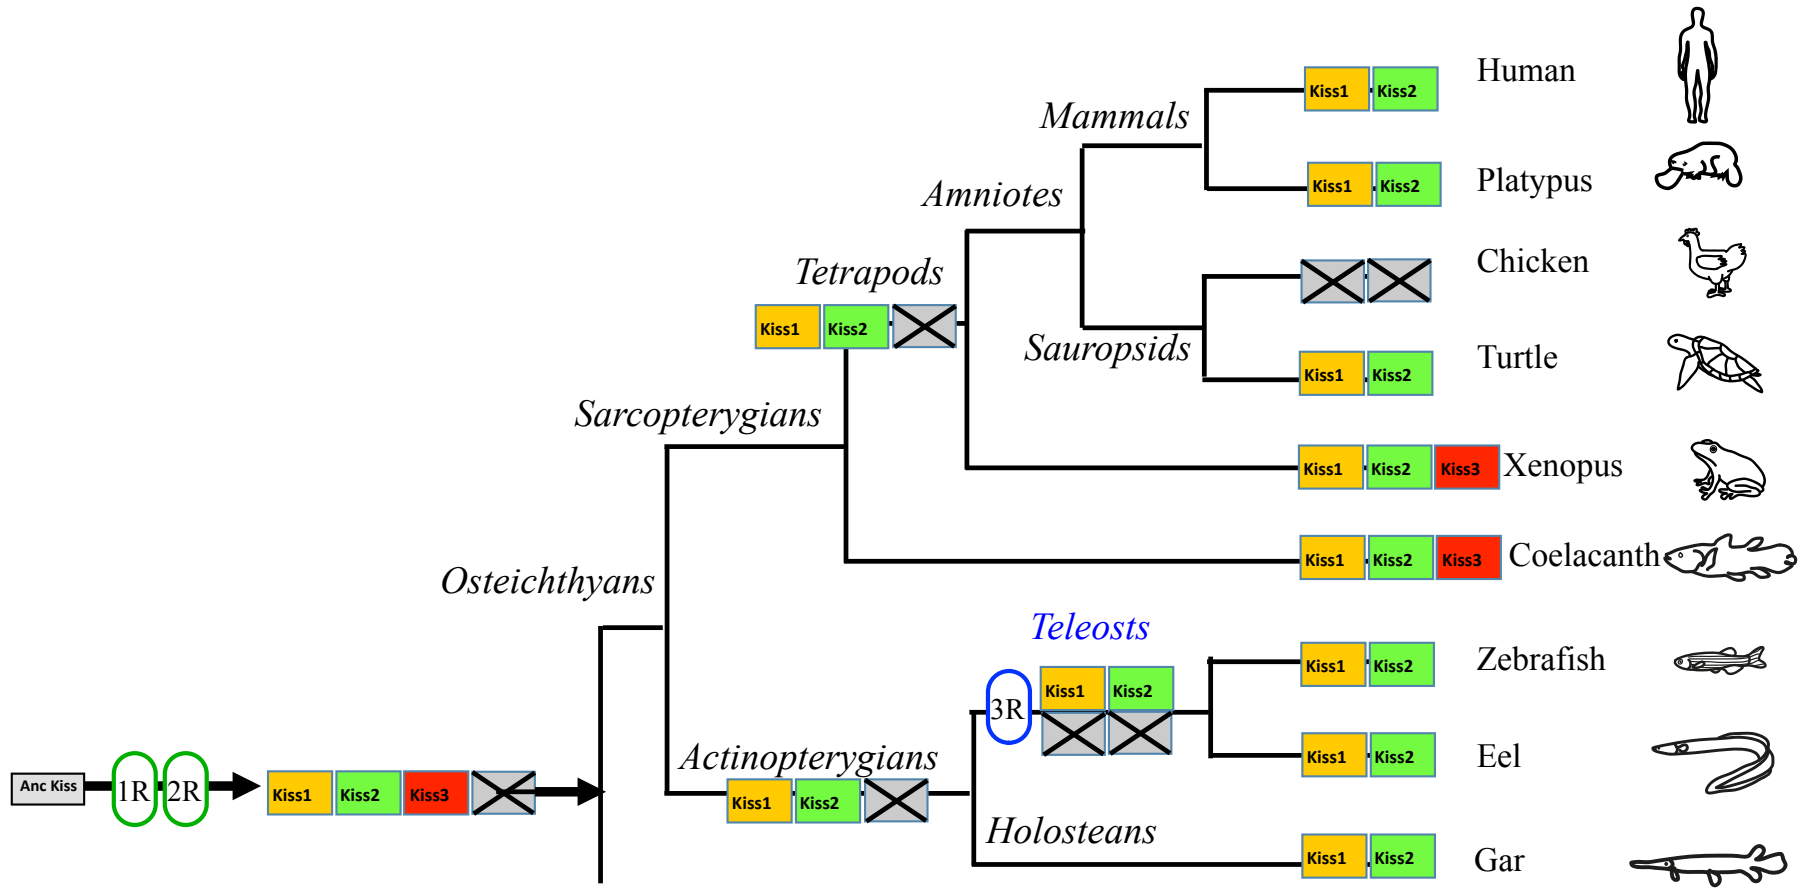 Human
Kiss1 Kiss2
Mammals
Platypus
Kiss1 Kiss2
Amniotes
Chicken
Tetrapods
Kiss1 Kiss2
Sauropsids
Turtle
Kiss1 Kiss2
Sarcopterygians
Kiss1 Kiss2 Kiss3 Xenopus
Kiss1 Kiss2 Kiss3 Coelacanth
Osteichthyans
Teleosts
Zebrafish
Kiss1 Kiss2
3R Kiss1 Kiss2
Eel
Kiss1 Kiss2
Actinopterygians
Kiss1 Kiss2
Anc Kiss 1R 2R Kiss1 Kiss2 Kiss3
Holosteans
Kiss1 Kiss2 Gar